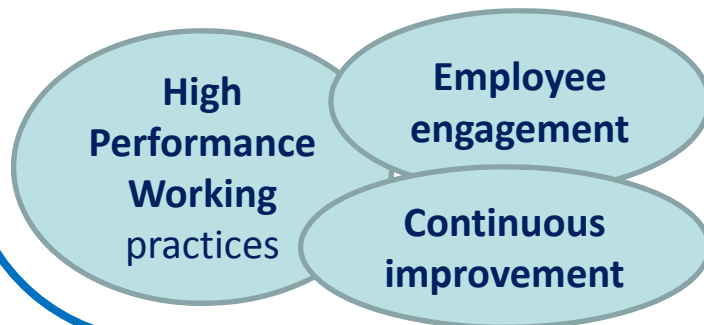 High
Performance
Working
practices
Employee
engagement
Continuous
improvement